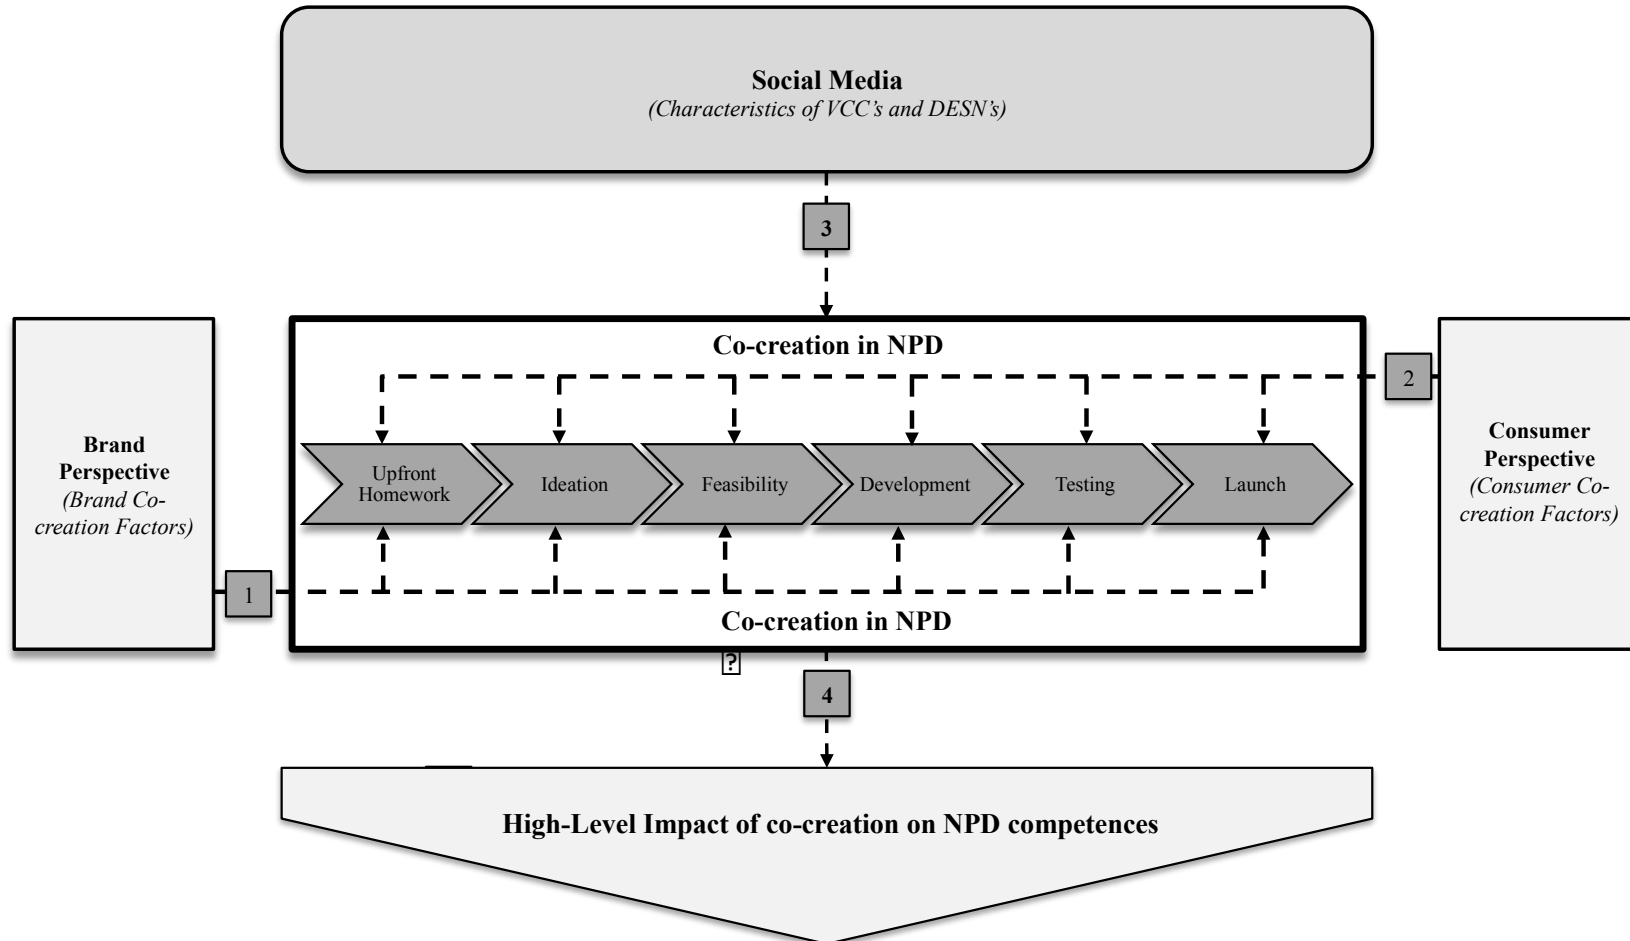 Social Media
(Characteristics of VCC's and DESN's)
3
Co-creation in NPD
2
Brand
Perspective
(Brand Co-
creation Factors)
Upfront
Homework
Ideation
Feasibility
Development
Testing
Launch
Consumer
Perspective
(Consumer Co-
creation Factors)
1
Co-creation in NPD
?
4
High-Level Impact of co-creation on NPD competences